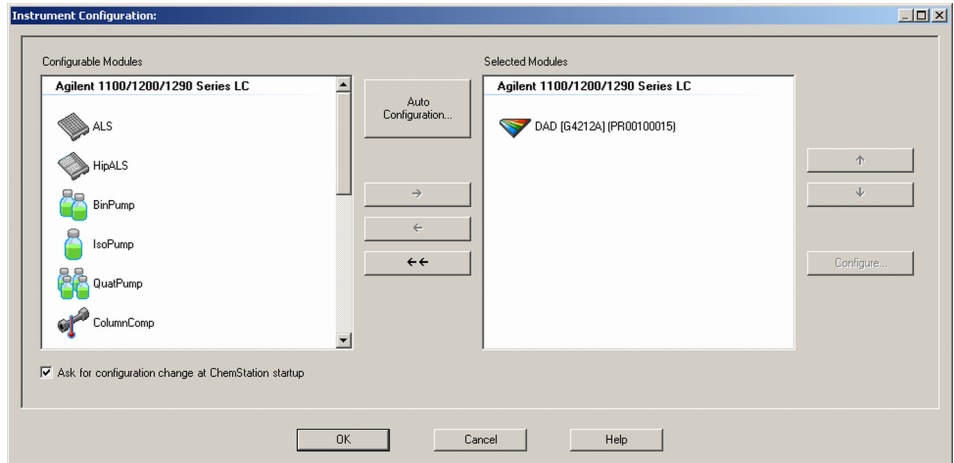 Instrument Configuration:
Configurable Modules
Agilent 1100/1200/1290 Series LC
ALS
HipALS
BinPump
IsoPump
QuatPump
ColumnComp
Auto
Configuration...
Selected Modules
Agilent 1100/1200/1290 Series LC
DAD [G4212A] (PR00100015)
Configure...
Ask for configuration change at ChemStation startup
OK
Cancel
Help